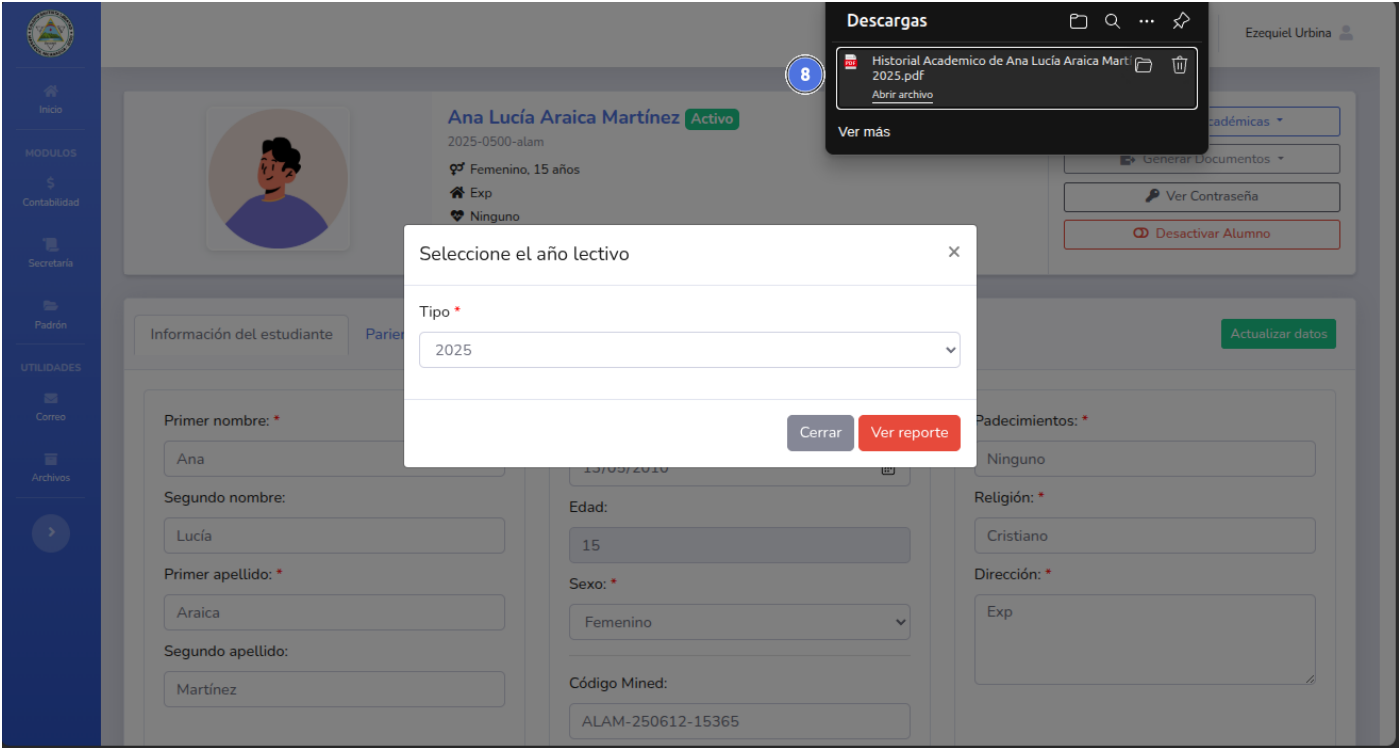 Descargas
Ezequiel Urbina
8
Historial Academico de Ana Lucía Araica Martí
2025.pdf
Abrir archivo
Ver más
Inicio
MODULOS
Contabilidad
Secretaría
Padrón
UTILIDADES
Correo
Archivos
Ana Lucía Araica Martínez Activo
2025-0500-alam
Femenino, 15 años
Exp
Ninguno
cadémicas
Generar Documentos
Ver Contraseña
Desactivar Alumno
Seleccione el año lectivo ×
Tipo *
2025
Cerrar Ver reporte
Información del estudiante Parien
Actualizar datos
Primer nombre: *
Ana
Segundo nombre:
Lucía
Primer apellido: *
Araica
Segundo apellido:
Martínez
Edad:
15
Sexo: *
Femenino
Código Mined:
ALAM-250612-15365
Padecimientos: *
Ninguno
Religión: *
Cristiano
Dirección: *
Exp